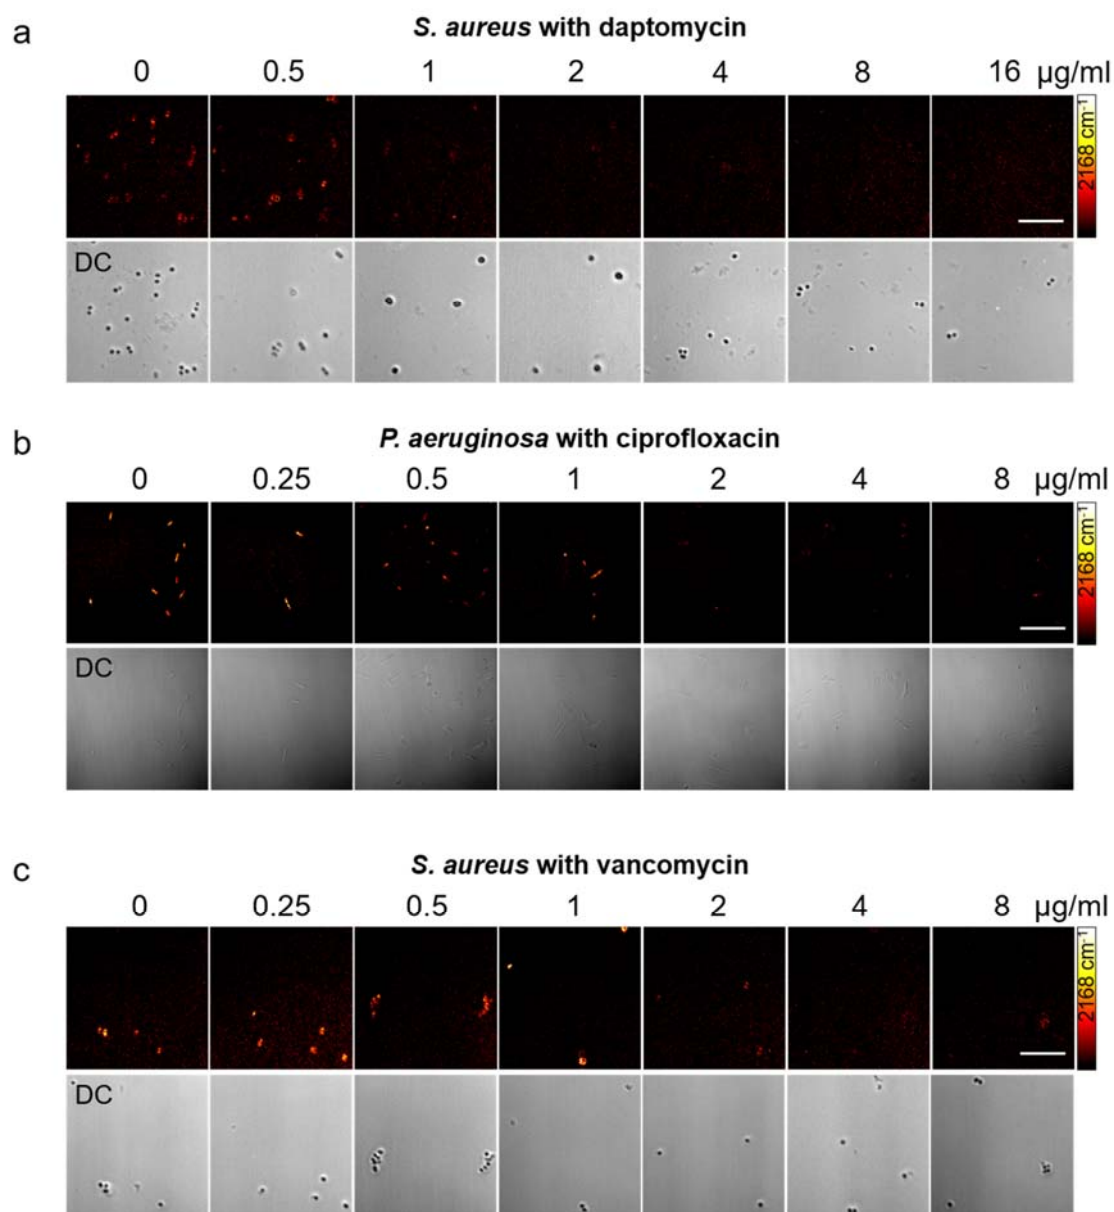 a
S. aureus with daptomycin
0 0.5 1 2 4 8 16 µg/ml
2168 cm⁻¹
DC
b
P. aeruginosa with ciprofloxacin
0 0.25 0.5 1 2 4 8 µg/ml
2168 cm⁻¹
DC
c
S. aureus with vancomycin
0 0.25 0.5 1 2 4 8 µg/ml
2168 cm⁻¹
DC